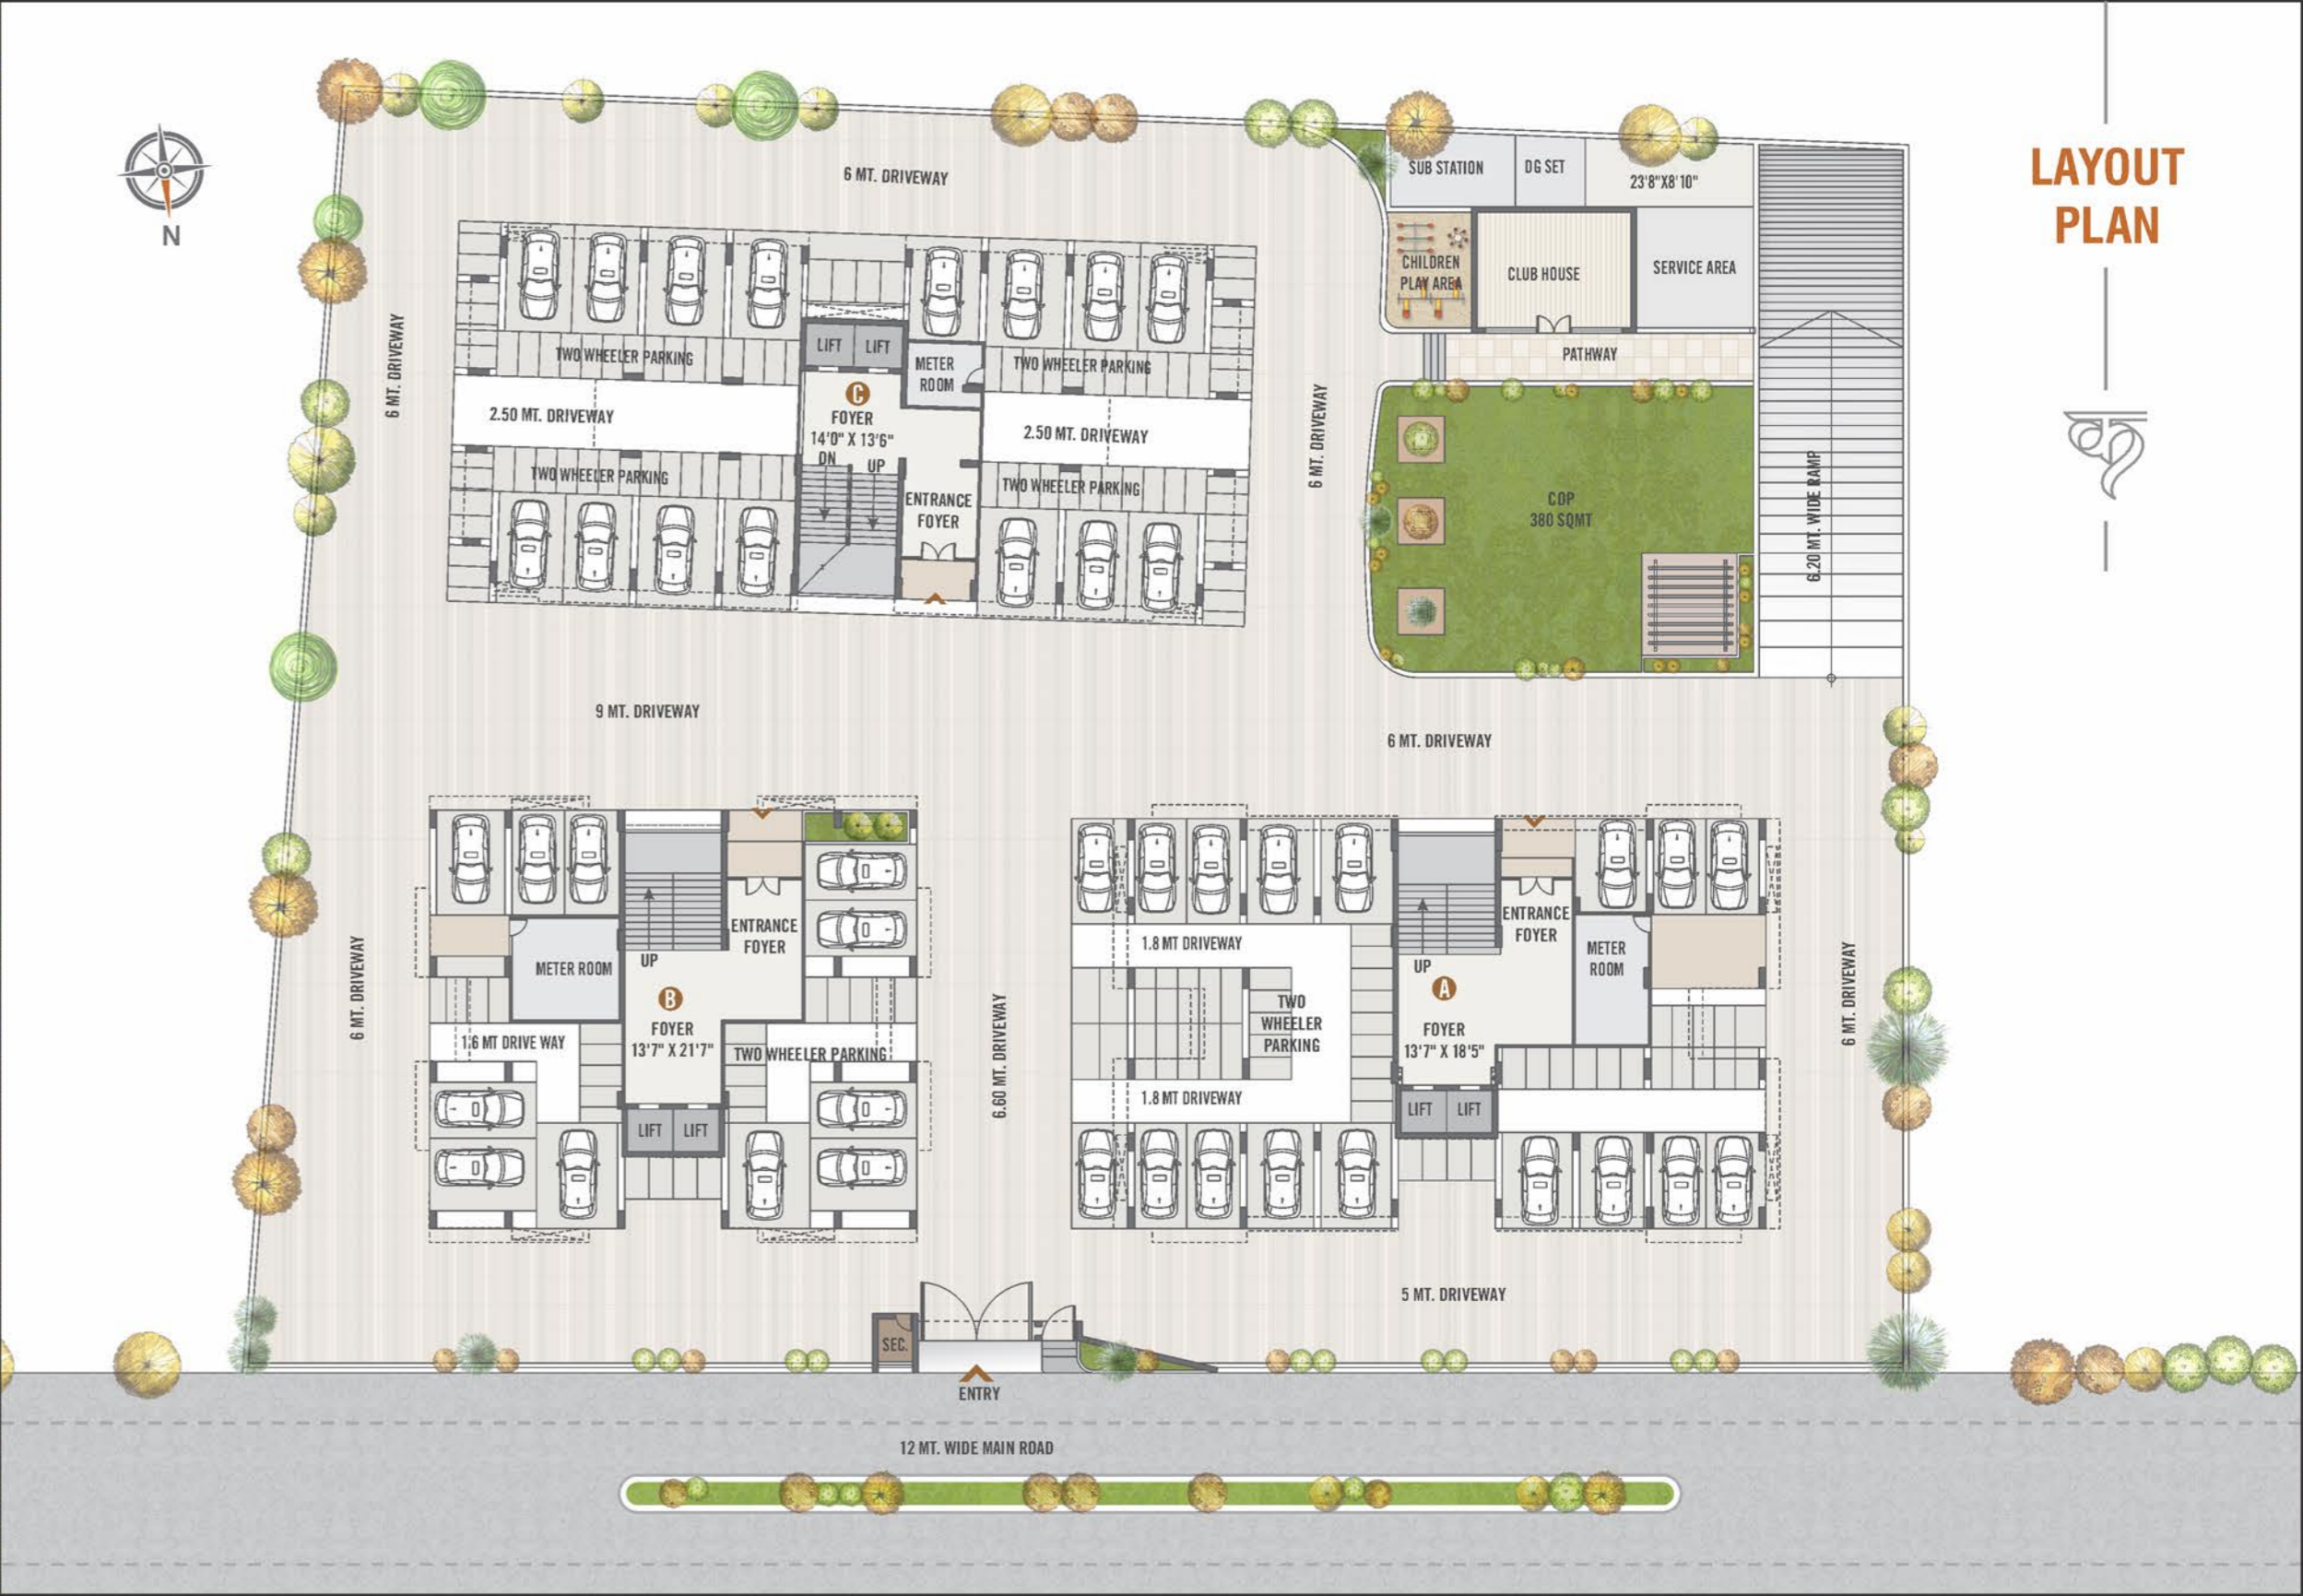 LAYOUT
PLAN
क
N
6 MT. DRIVEWAY
SUB STATION
DG SET
23'8"X8'10"
CHILDREN
PLAY AREA
CLUB HOUSE
SERVICE AREA
PATHWAY
6 MT. DRIVEWAY
TWO WHEELER PARKING
LIFT
LIFT
METER
ROOM
TWO WHEELER PARKING
C
FOYER
14'0" X 13'6"
DN
UP
2.50 MT. DRIVEWAY
2.50 MT. DRIVEWAY
TWO WHEELER PARKING
TWO WHEELER PARKING
ENTRANCE
FOYER
6 MT. DRIVEWAY
COP
380 SQMT
6.20 MT. WIDE RAMP
9 MT. DRIVEWAY
6 MT. DRIVEWAY
6 MT. DRIVEWAY
METER ROOM
UP
ENTRANCE
FOYER
B
FOYER
13'7" X 21'7"
1.6 MT DRIVE WAY
TWO WHEELER PARKING
LIFT
LIFT
6.60 MT. DRIVEWAY
1.8 MT DRIVEWAY
TWO
WHEELER
PARKING
1.8 MT DRIVEWAY
UP
ENTRANCE
FOYER
METER
ROOM
A
FOYER
13'7" X 18'5"
LIFT
LIFT
6 MT. DRIVEWAY
5 MT. DRIVEWAY
SEC.
ENTRY
12 MT. WIDE MAIN ROAD